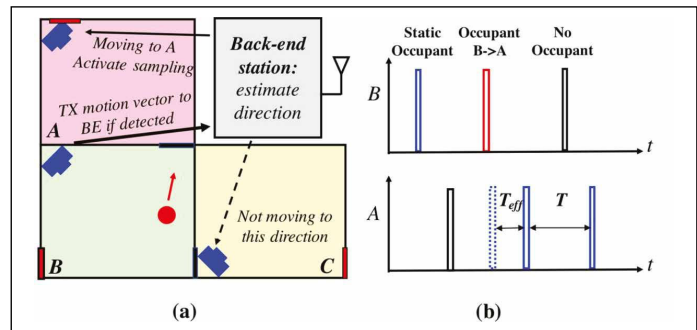 Moving to A
Activate sampling
Back-end
station:
estimate
direction
TX motion vector to
BE if detected
A
Not moving to
this direction
B
C
(a)
Static
Occupant
Occupant
B->A
No
Occupant
B
t
A
Teff
T
t
(b)